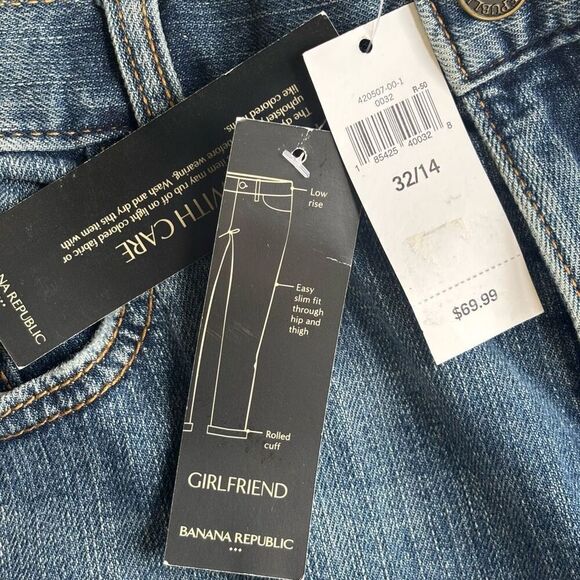 The d
upholster
like colored
item may rub off on light colored fabric or
before wearing. Wash and dry this item with
WITH CARE
NA REPUBLIC
Low
rise
Easy
slim fit
through
hip and
thigh
Rolled
cuff
GIRLFRIEND
BANANA REPUBLIC
420507-00-1
0032
R-50
1 85425 40032 8
32/14
$69.99